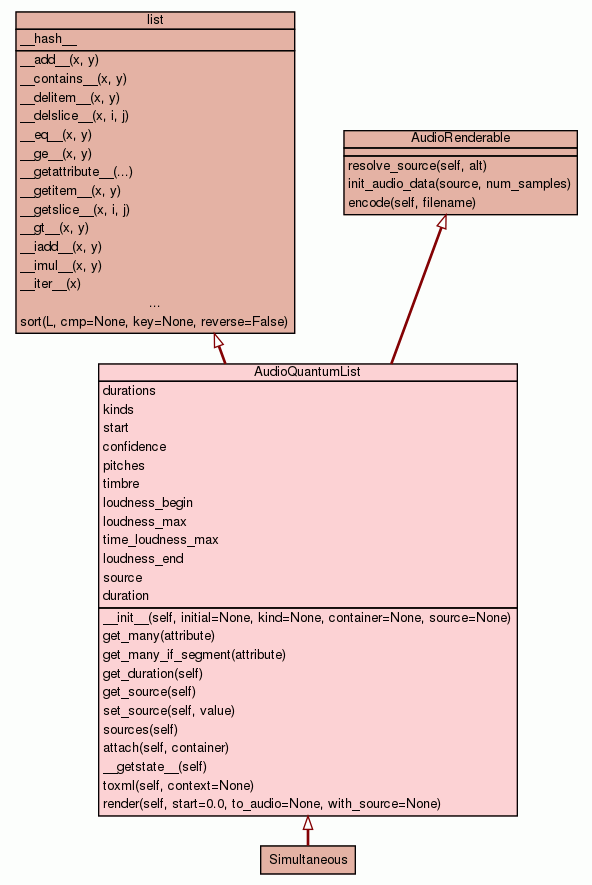 list
__hash__
__add__(x, y)
__contains__(x, y)
__delitem__(x, y)
__delslice__(x, i, j)
__eq__(x, y)
__ge__(x, y)
__getattribute__(...)
__getitem__(x, y)
__getslice__(x, i, j)
__gt__(x, y)
__iadd__(x, y)
__imul__(x, y)
__iter__(x)
...
sort(L, cmp=None, key=None, reverse=False)
AudioRenderable
resolve_source(self, alt)
init_audio_data(source, num_samples)
encode(self, filename)
AudioQuantumList
durations
kinds
start
confidence
pitches
timbre
loudness_begin
loudness_max
time_loudness_max
loudness_end
source
duration
__init__(self, initial=None, kind=None, container=None, source=None)
get_many(attribute)
get_many_if_segment(attribute)
get_duration(self)
get_source(self)
set_source(self, value)
sources(self)
attach(self, container)
__getstate__(self)
toxml(self, context=None)
render(self, start=0.0, to_audio=None, with_source=None)
Simultaneous